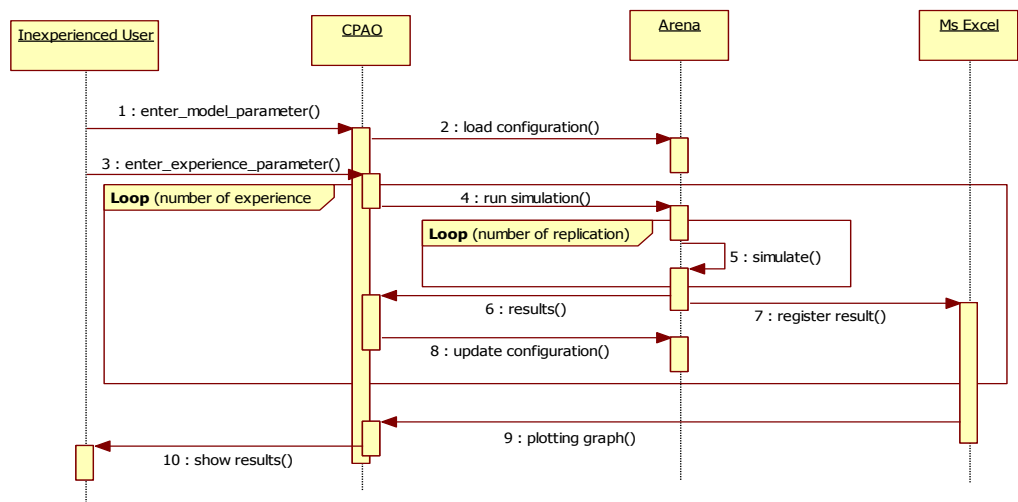 Inexperienced User
CPAO
Arena
Ms Excel
1 : enter_model_parameter()
2 : load configuration()
3 : enter_experience_parameter()
Loop (number of experience
4 : run simulation()
Loop (number of replication)
5 : simulate()
6 : results()
7 : register result()
8 : update configuration()
9 : plotting graph()
10 : show results()